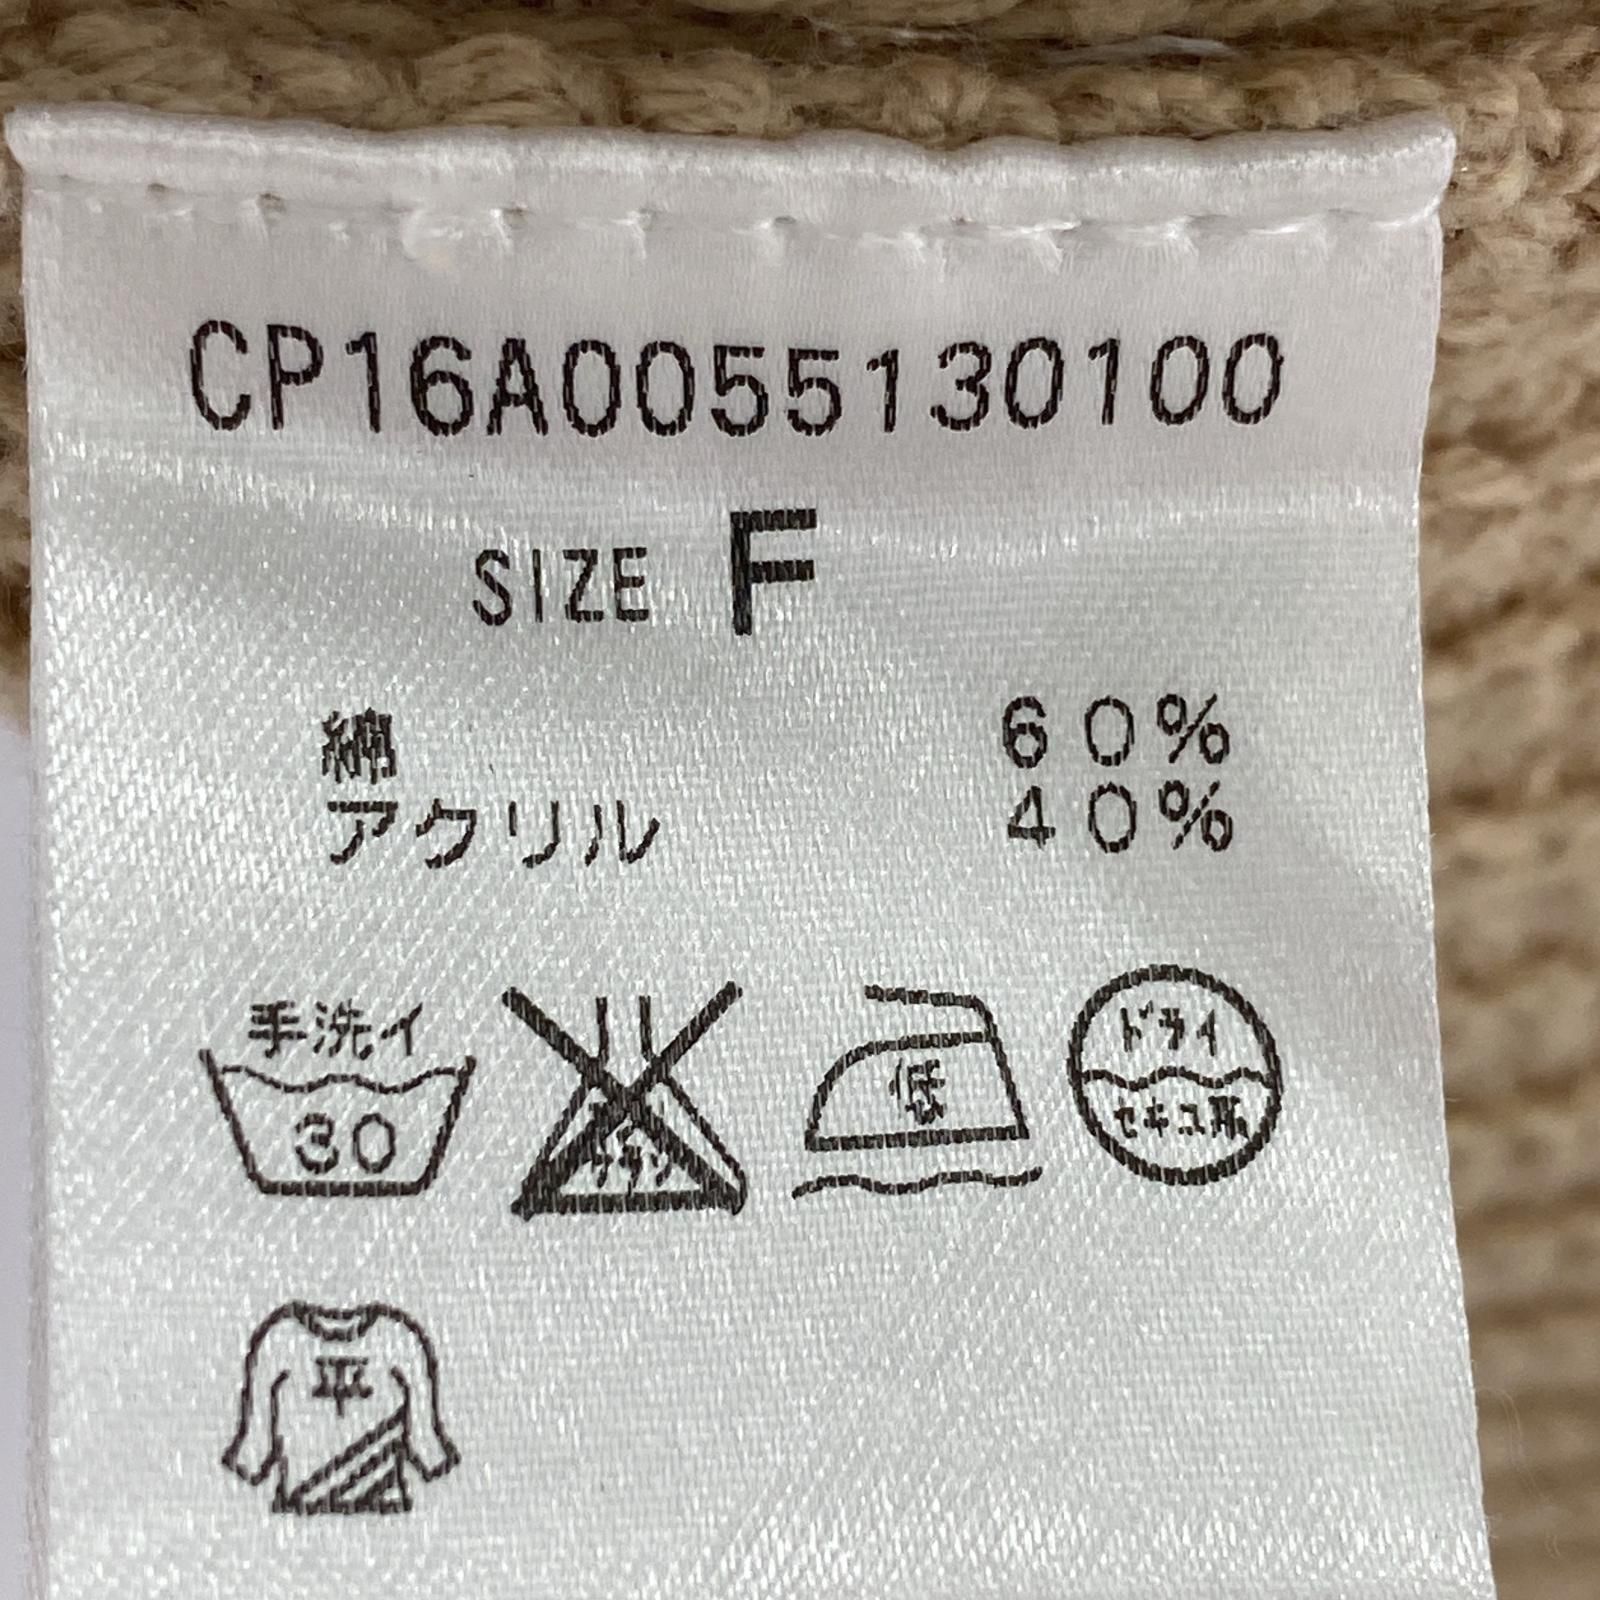 CP16A0055130100
SIZE F
綿 60%
アクリル 40%
手洗イ
30
低
ドライ
セキユ系
平